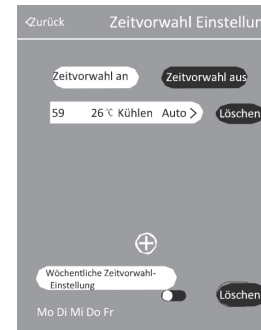 Zurück Zeitvorwahl Einstellun
Zeitvorwahl an Zeitvorwahl aus
59 26 ℃ Kühlen Auto > Löschen
Wöchentliche Zeitvorwahl-
Einstellung
Löschen
Mo Di Mi Do Fr